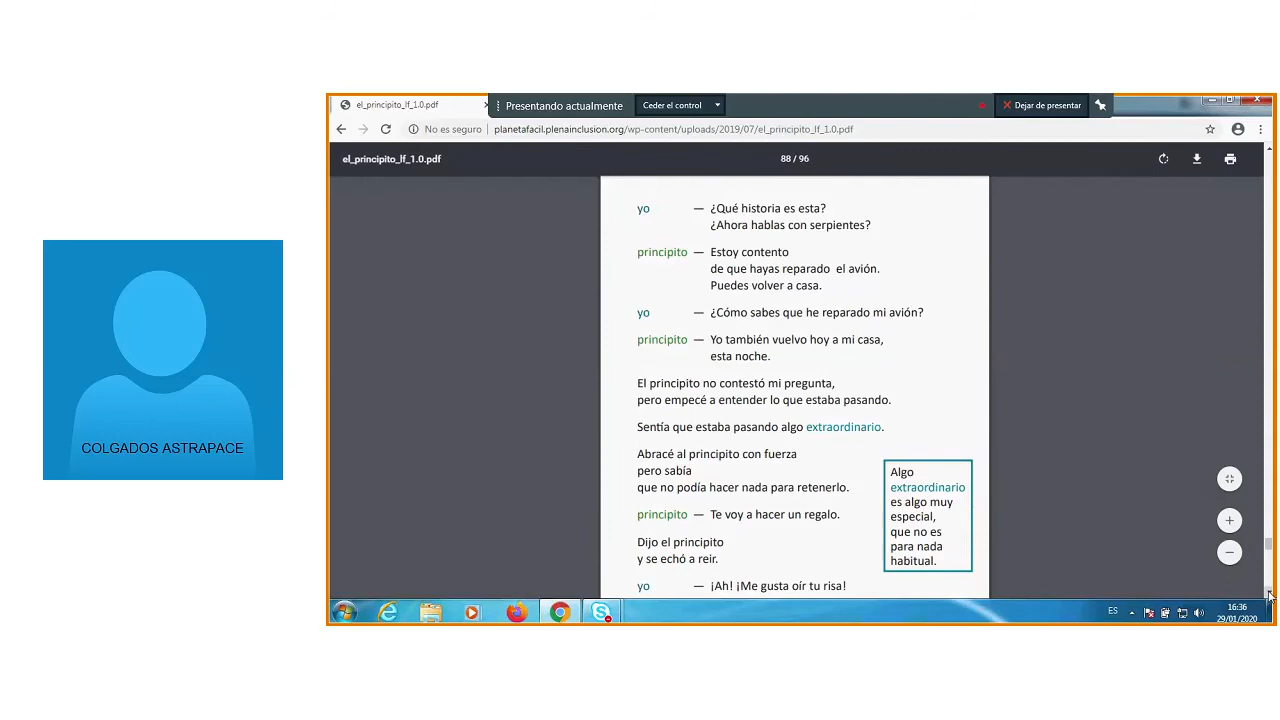 el_principito_lf_1.0.pdf
Presentando actualmente
Ceder el control
Dejar de presentar
No es seguro
planetafacil.plenainclusion.org/wp-content/uploads/2019/07/el_principito_lf_1.0.pdf
el_principito_lf_1.0.pdf
88 / 96
yo — ¿Qué historia es esta?
¿Ahora hablas con serpientes?
principito — Estoy contento
de que hayas reparado el avión.
Puedes volver a casa.
yo — ¿Cómo sabes que he reparado mi avión?
principito — Yo también vuelvo hoy a mi casa,
esta noche.
El principito no contestó mi pregunta,
pero empecé a entender lo que estaba pasando.
Sentía que estaba pasando algo extraordinario.
Abracé al principito con fuerza
pero sabía
que no podía hacer nada para retenerlo.
principito — Te voy a hacer un regalo.
Dijo el principito
y se echó a reir.
yo — ¡Ah! ¡Me gusta oír tu risa!
Algo
extraordinario
es algo muy
especial,
que no es
para nada
habitual.
COLGADOS ASTRAPACE
ES
16:36
29/01/2020